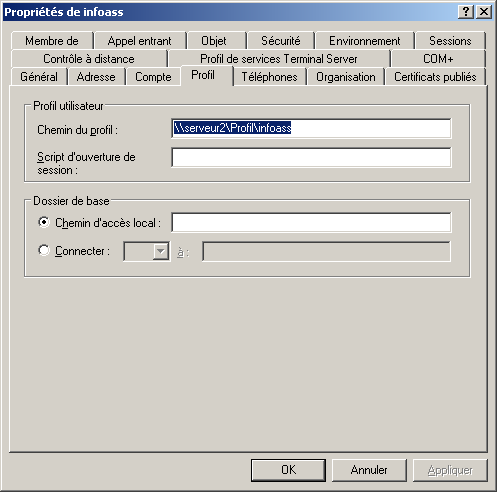 Propriétés de infoass
Membre de Appel entrant Objet Sécurité Environnement Sessions
Contrôle à distance Profil de services Terminal Server COM+
Général Adresse Compte Profil Téléphones Organisation Certificats publiés
Profil utilisateur
Chemin du profil : \\serveur2\Profil\infoass
Script d'ouverture de
session :
Dossier de base
Chemin d'accès local :
Connecter : à :
OK Annuler Appliquer